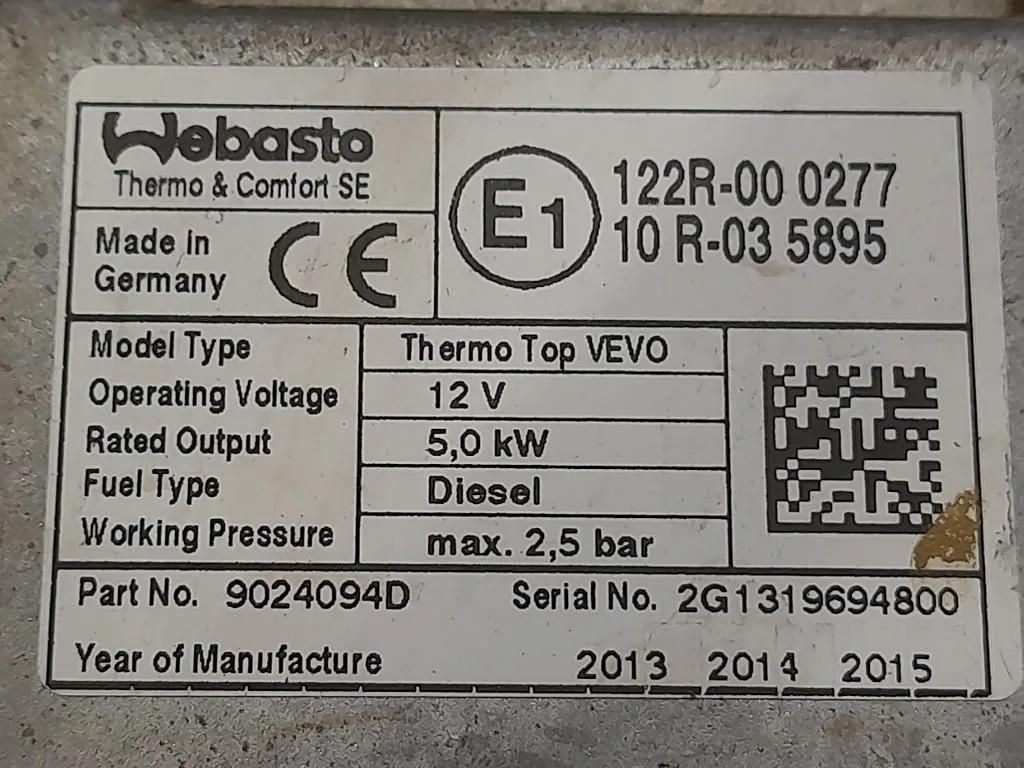 Webasto
Thermo & Comfort SE
Made in
Germany
CE
E1
122R-00 0277
10 R-03 5895
Model Type Thermo Top VEVO
Operating Voltage 12 V
Rated Output 5,0 kW
Fuel Type Diesel
Working Pressure max. 2,5 bar
Part No. 9024094D Serial No. 2G1319694800
Year of Manufacture 2013 2014 2015